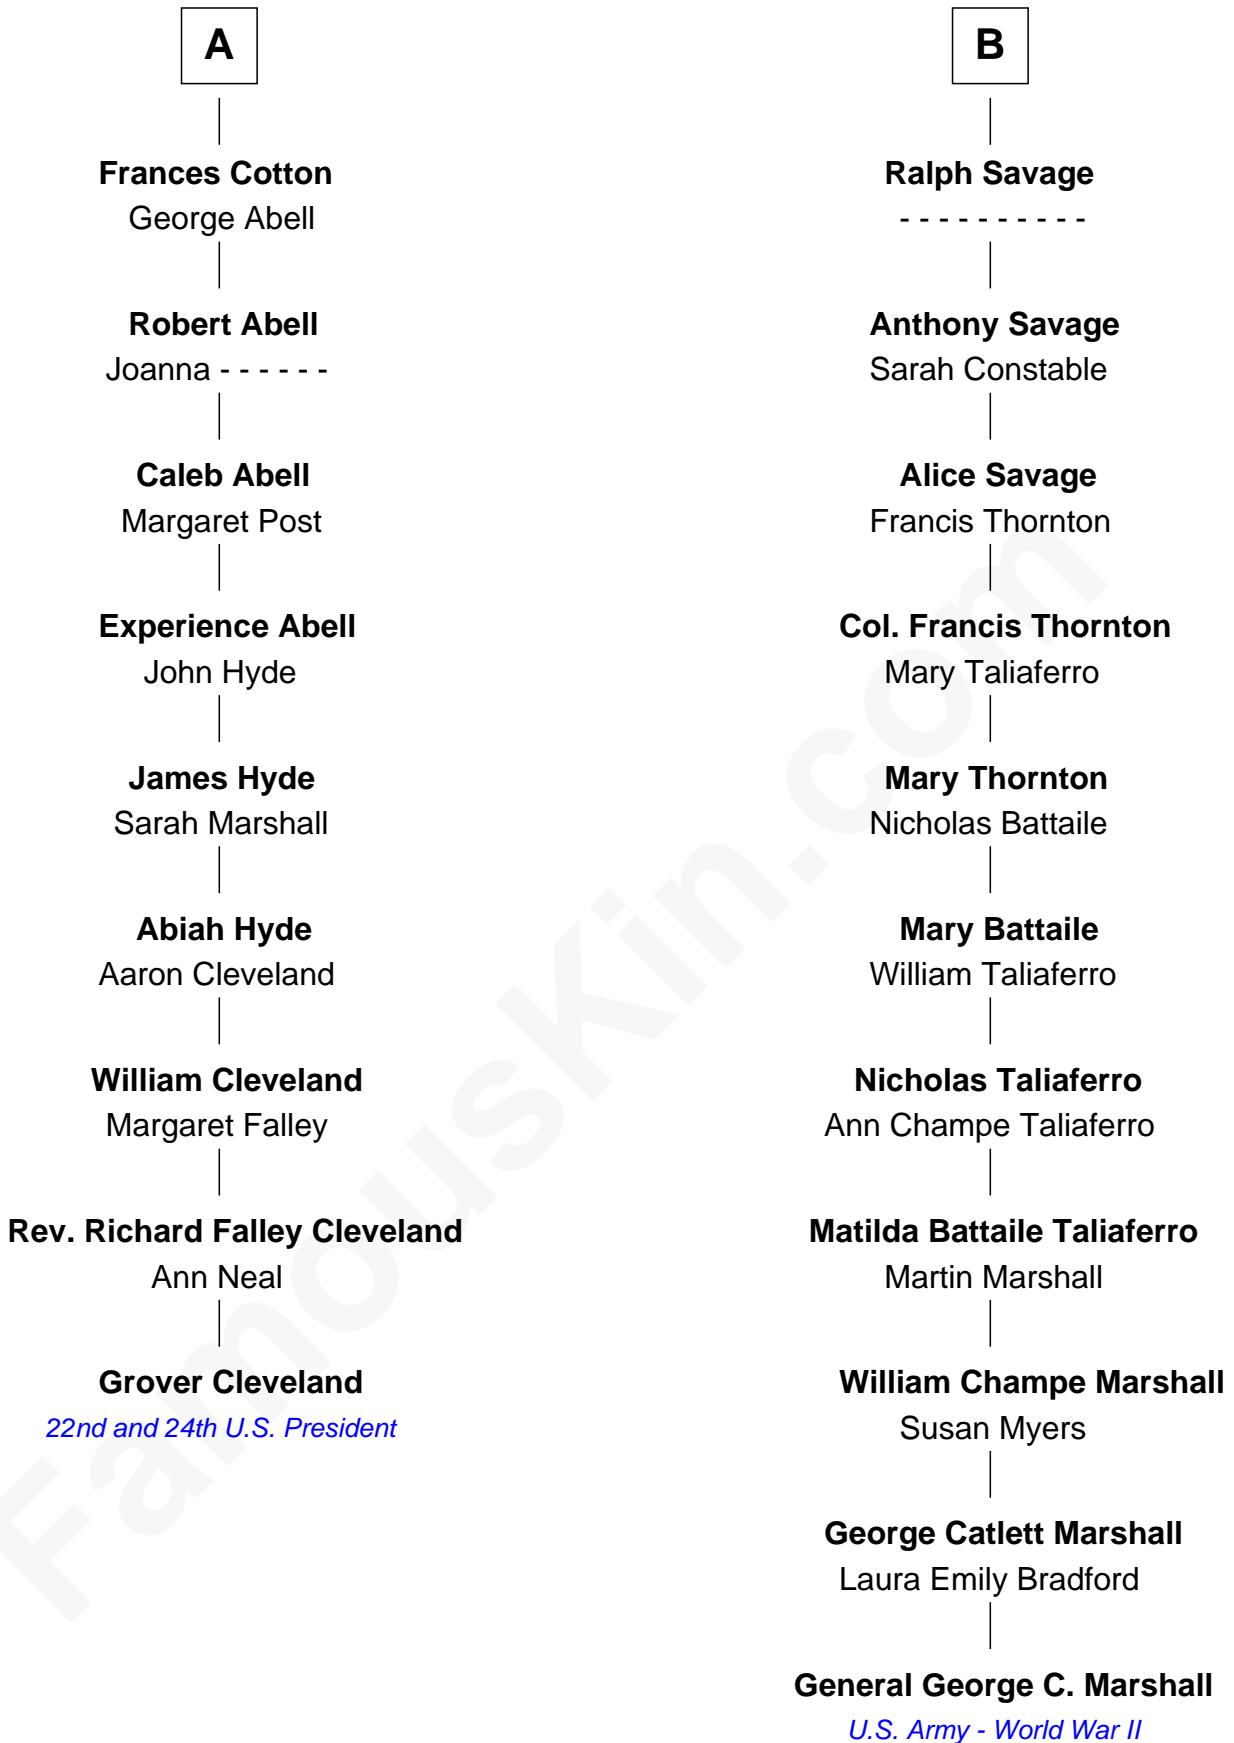 A
Frances Cotton
George Abell
Robert Abell
Joanna - - - - - -
Caleb Abell
Margaret Post
Experience Abell
John Hyde
James Hyde
Sarah Marshall
Abiah Hyde
Aaron Cleveland
William Cleveland
Margaret Falley
Rev. Richard Falley Cleveland
Ann Neal
Grover Cleveland
22nd and 24th U.S. President
B
Ralph Savage
- - - - - - - - - -
Anthony Savage
Sarah Constable
Alice Savage
Francis Thornton
Col. Francis Thornton
Mary Taliaferro
Mary Thornton
Nicholas Battaile
Mary Battaile
William Taliaferro
Nicholas Taliaferro
Ann Champe Taliaferro
Matilda Battaile Taliaferro
Martin Marshall
William Champe Marshall
Susan Myers
George Catlett Marshall
Laura Emily Bradford
General George C. Marshall
U.S. Army - World War II
FamousKin.com